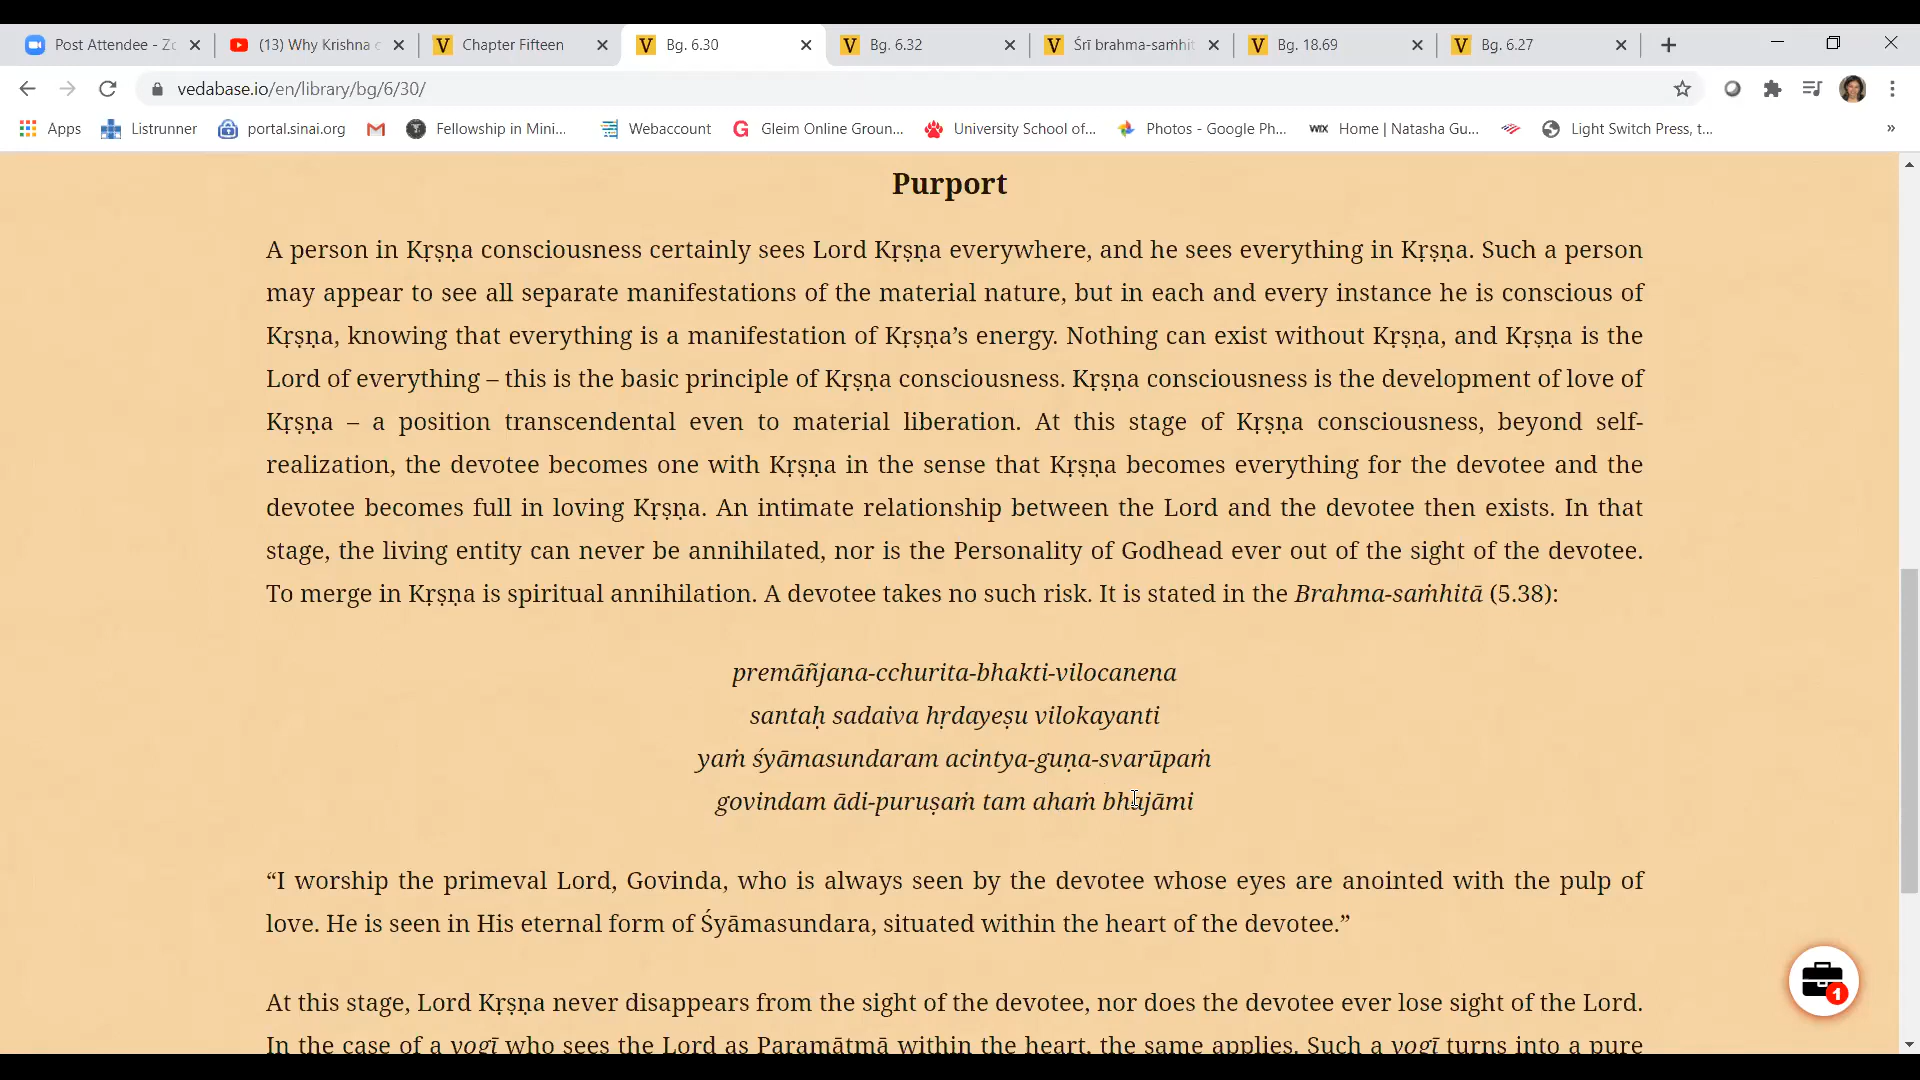 Post Attendee - Zo
(13) Why Krishna c
Chapter Fifteen
Bg. 6.30
Bg. 6.32
Śrī brahma-saṁhit
Bg. 18.69
Bg. 6.27
vedabase.io/en/library/bg/6/30/
Apps
Listrunner
portal.sinai.org
Fellowship in Mini...
Webaccount
Gleim Online Groun...
University School of...
Photos - Google Ph...
WIX Home | Natasha Gu...
Light Switch Press, t...
»
Purport
A person in Kṛṣṇa consciousness certainly sees Lord Kṛṣṇa everywhere, and he sees everything in Kṛṣṇa. Such a person
may appear to see all separate manifestations of the material nature, but in each and every instance he is conscious of
Kṛṣṇa, knowing that everything is a manifestation of Kṛṣṇa’s energy. Nothing can exist without Kṛṣṇa, and Kṛṣṇa is the
Lord of everything – this is the basic principle of Kṛṣṇa consciousness. Kṛṣṇa consciousness is the development of love of
Kṛṣṇa – a position transcendental even to material liberation. At this stage of Kṛṣṇa consciousness, beyond self-
realization, the devotee becomes one with Kṛṣṇa in the sense that Kṛṣṇa becomes everything for the devotee and the
devotee becomes full in loving Kṛṣṇa. An intimate relationship between the Lord and the devotee then exists. In that
stage, the living entity can never be annihilated, nor is the Personality of Godhead ever out of the sight of the devotee.
To merge in Kṛṣṇa is spiritual annihilation. A devotee takes no such risk. It is stated in the Brahma-saṁhitā (5.38):
premāñjana-cchurita-bhakti-vilocanena
santaḥ sadaiva hṛdayeṣu vilokayanti
yaṁ śyāmasundaram acintya-guṇa-svarūpaṁ
govindam ādi-puruṣaṁ tam ahaṁ bhajāmi
“I worship the primeval Lord, Govinda, who is always seen by the devotee whose eyes are anointed with the pulp of
love. He is seen in His eternal form of Śyāmasundara, situated within the heart of the devotee.”
At this stage, Lord Kṛṣṇa never disappears from the sight of the devotee, nor does the devotee ever lose sight of the Lord.
In the case of a yogī who sees the Lord as Paramātmā within the heart, the same applies. Such a yogī turns into a pure
1